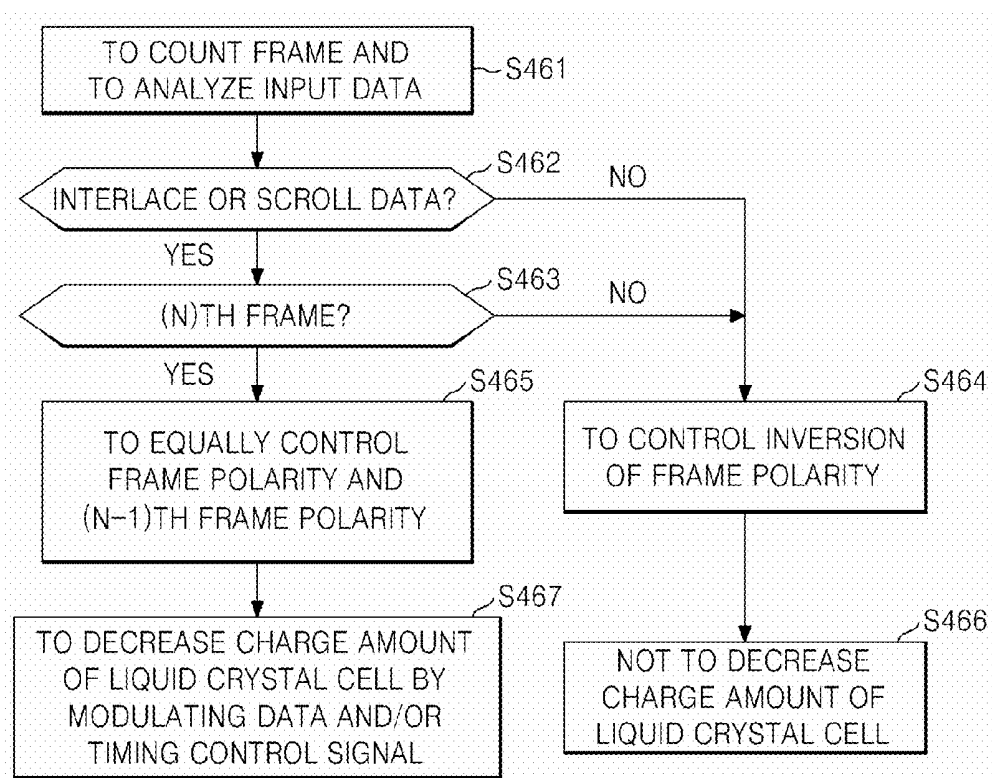 TO COUNT FRAME AND
TO ANALYZE INPUT DATA
S461
S462
INTERLACE OR SCROLL DATA?
NO
YES
S463
(N)TH FRAME?
NO
YES
S465
TO EQUALLY CONTROL
FRAME POLARITY AND
(N-1)TH FRAME POLARITY
S464
TO CONTROL INVERSION
OF FRAME POLARITY
S467
TO DECREASE CHARGE AMOUNT
OF LIQUID CRYSTAL CELL BY
MODULATING DATA AND/OR
TIMING CONTROL SIGNAL
S466
NOT TO DECREASE
CHARGE AMOUNT OF
LIQUID CRYSTAL CELL